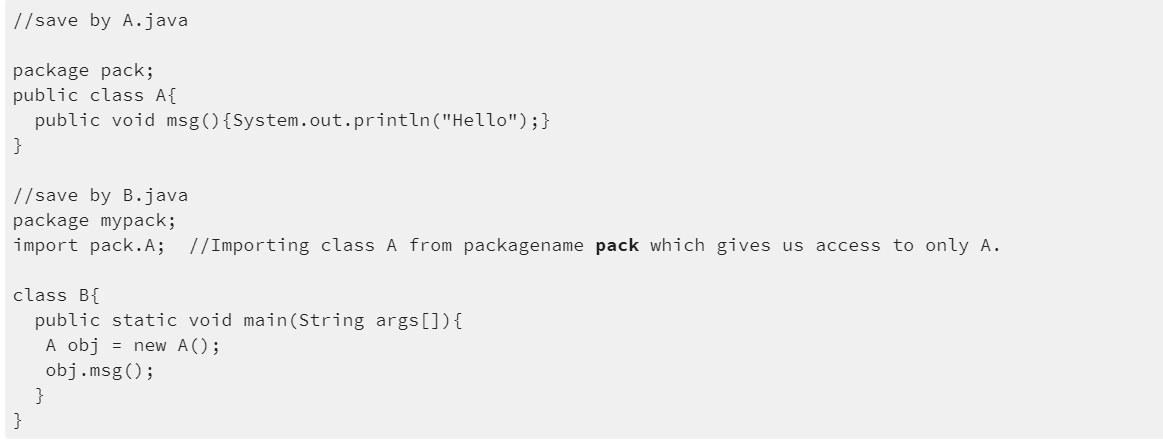 //save by A.java
package pack;
public class A{
public void msg(){System.out.println("Hello");}
}
//save by B.java
package mypack;
import pack.A;  //Importing class A from packagename pack which gives us access to only A.
class B{
public static void main(String args[]){
A obj = new A();
obj.msg();
}
}